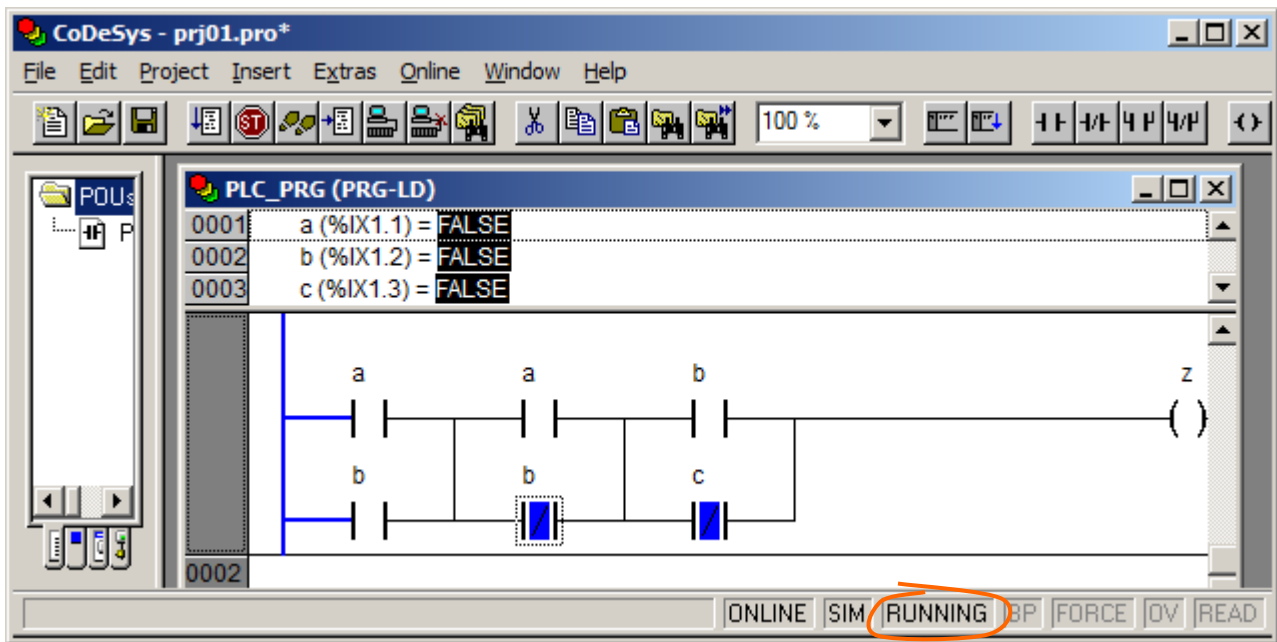 CoDeSys - prj01.pro*
File Edit Project Insert Extras Online Window Help
100 %
POUs
P
PLC_PRG (PRG-LD)
0001 a (%IX1.1) = FALSE
0002 b (%IX1.2) = FALSE
0003 c (%IX1.3) = FALSE
a a b z
b b c
0002
ONLINE SIM RUNNING BP FORCE OV READ